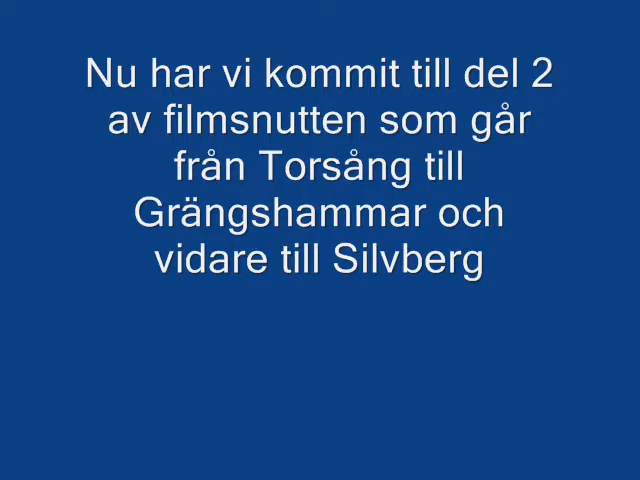 Nu har vi kommit till del 2
av filmsnutten som går
från Torsång till
Grängshammar och
vidare till Silvberg